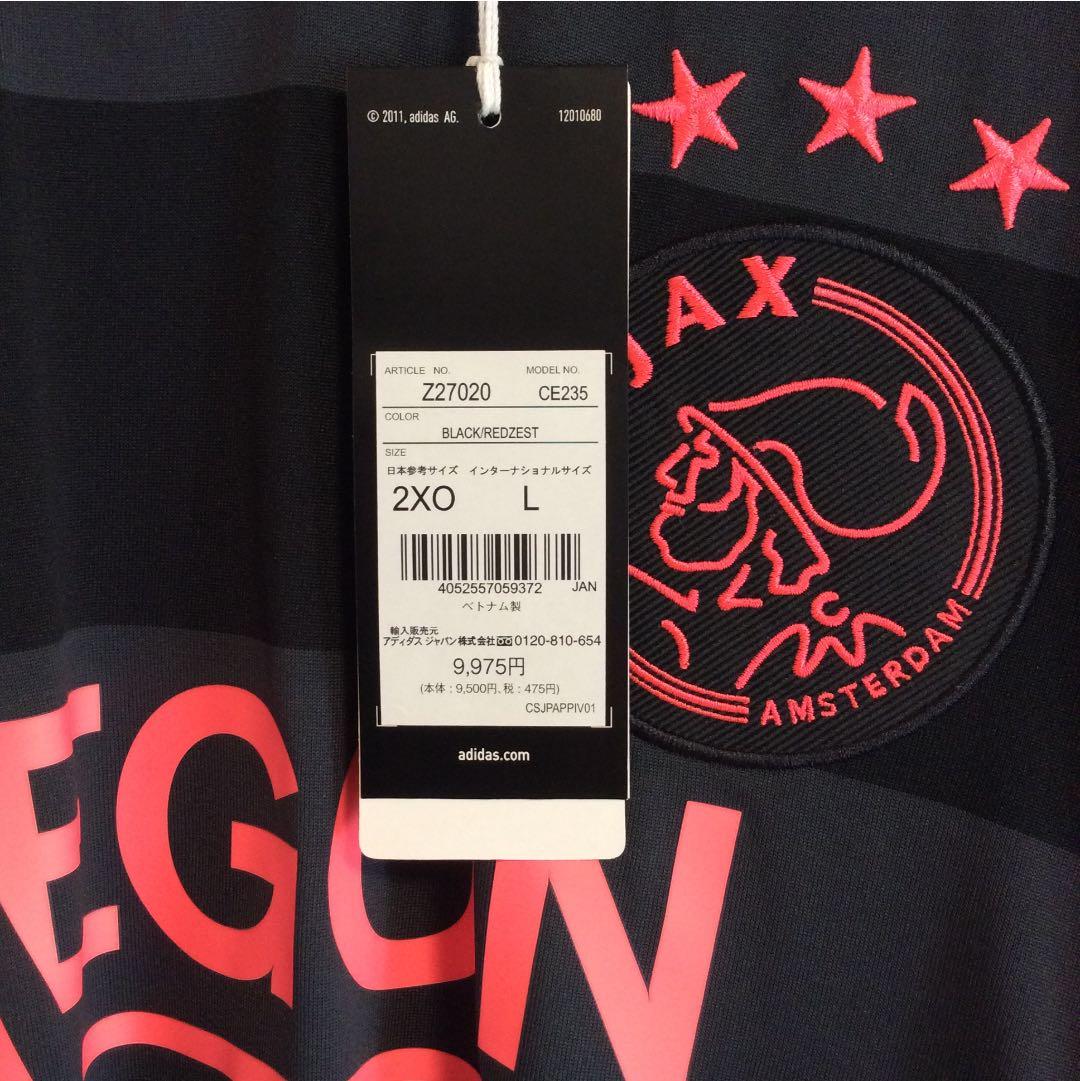 © 2011, adidas AG. 12010680
ARTICLE NO. MODEL NO.
Z27020 CE235
COLOR
BLACK/REDZEST
SIZE
日本参考サイズ インターナショナルサイズ
2XO L
4052557059372 JAN
ベトナム製
輸入販売元
アディダス ジャパン株式会社 0120-810-654
9,975円
(本体 : 9,500円、税 : 475円)
CSJPAPPIV01
adidas.com
JAX
AMSTERDAM
EGON